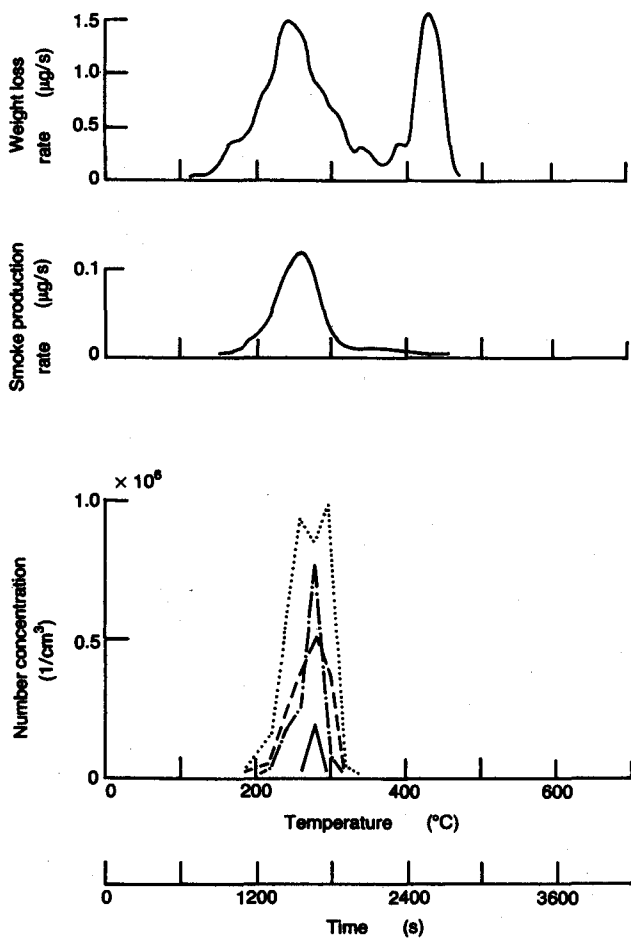 Weight loss
rate (μg/s)
1.5
1.0
0.5
0
Smoke production
rate (μg/s)
0.1
0
× 10⁶
Number concentration
(1/cm³)
1.0
0.5
0
200 400 600
Temperature (°C)
0 1200 2400 3600
Time (s)